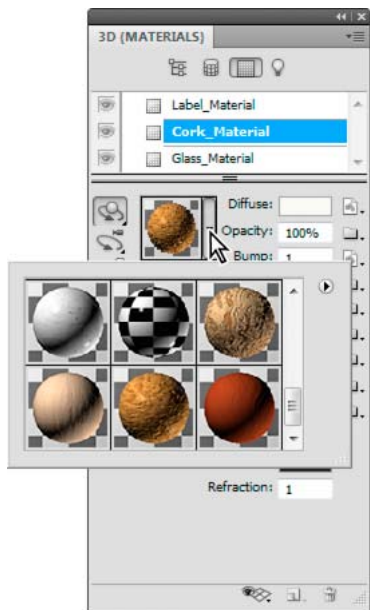 3D {MATERIALS}
Label_Material
Cork_Material
Glass_Material
Diffuse:
Opacity: 100%
Bump: 1
Refraction: 1